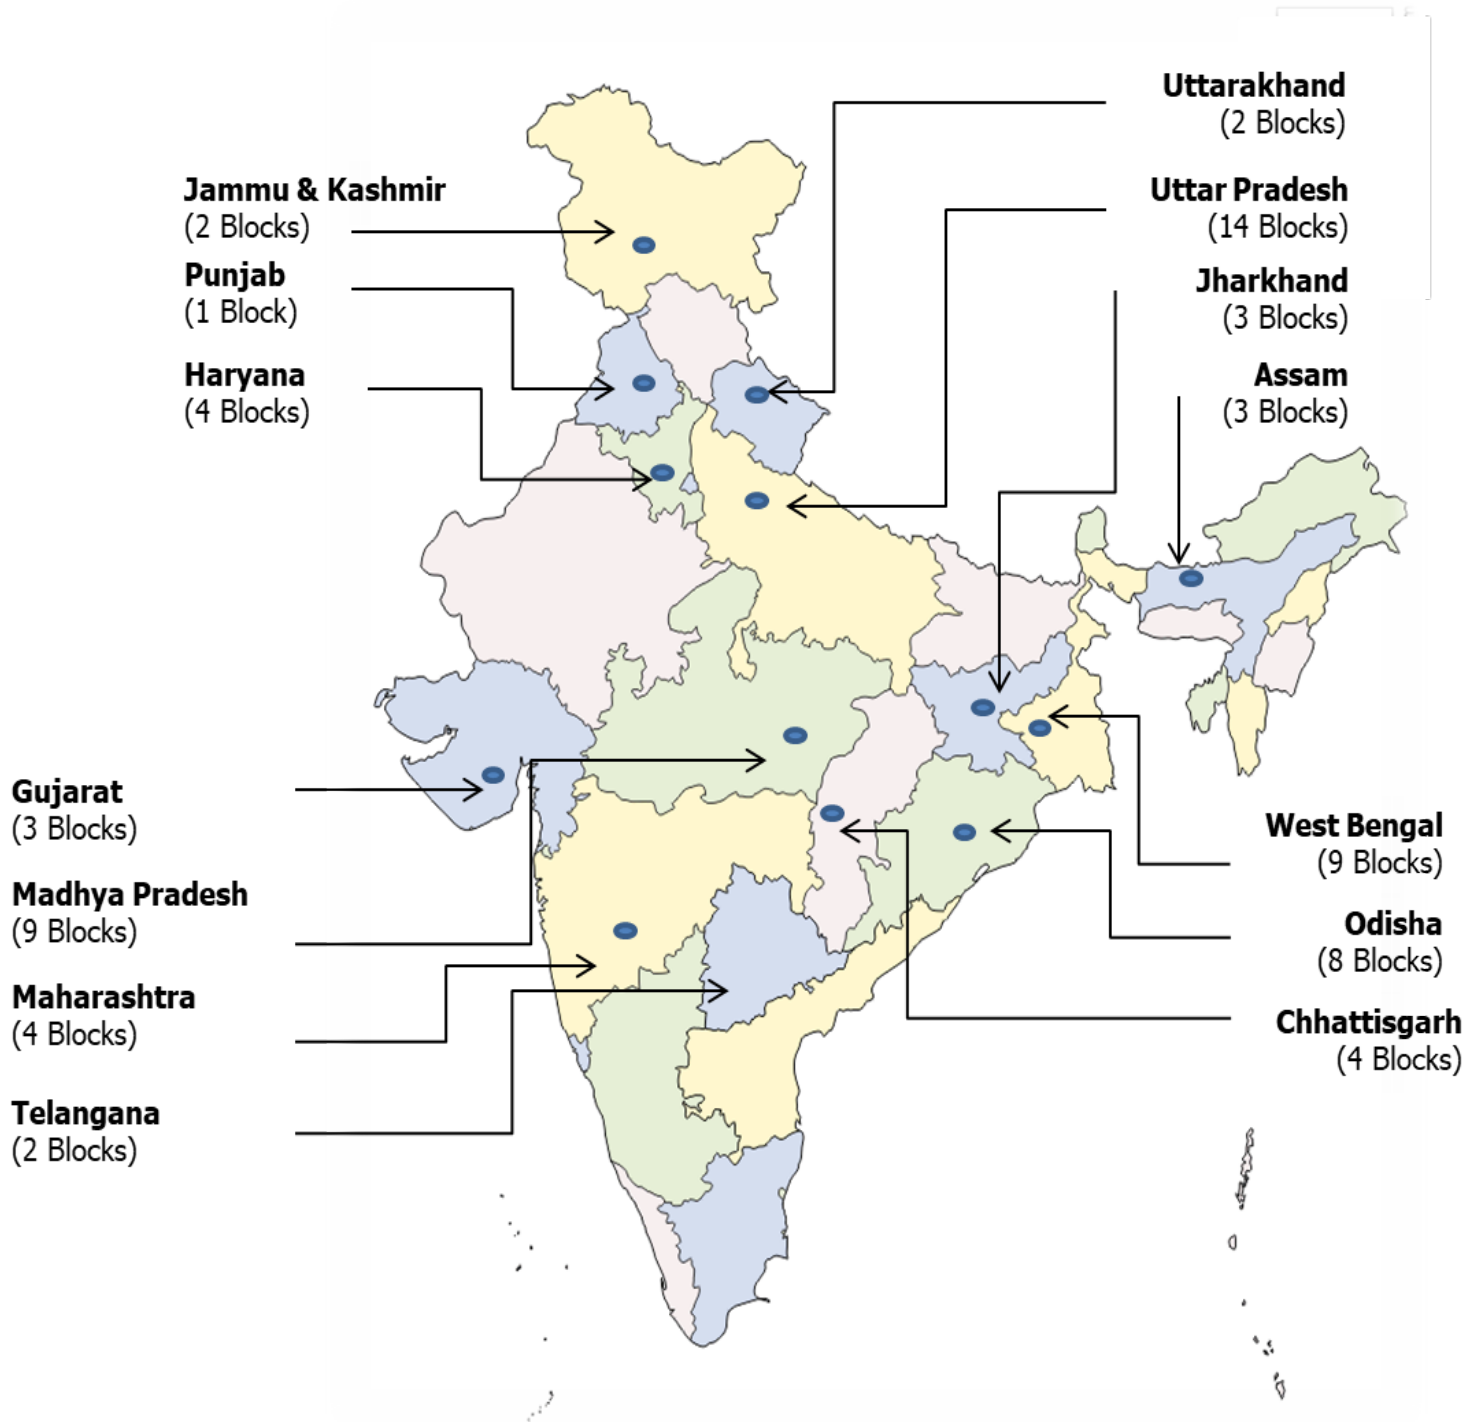 Uttarakhand
(2 Blocks)
Jammu & Kashmir
(2 Blocks)
Uttar Pradesh
(14 Blocks)
Punjab
(1 Block)
Jharkhand
(3 Blocks)
Haryana
(4 Blocks)
Assam
(3 Blocks)
Gujarat
(3 Blocks)
West Bengal
(9 Blocks)
Madhya Pradesh
(9 Blocks)
Odisha
(8 Blocks)
Maharashtra
(4 Blocks)
Chhattisgarh
(4 Blocks)
Telangana
(2 Blocks)